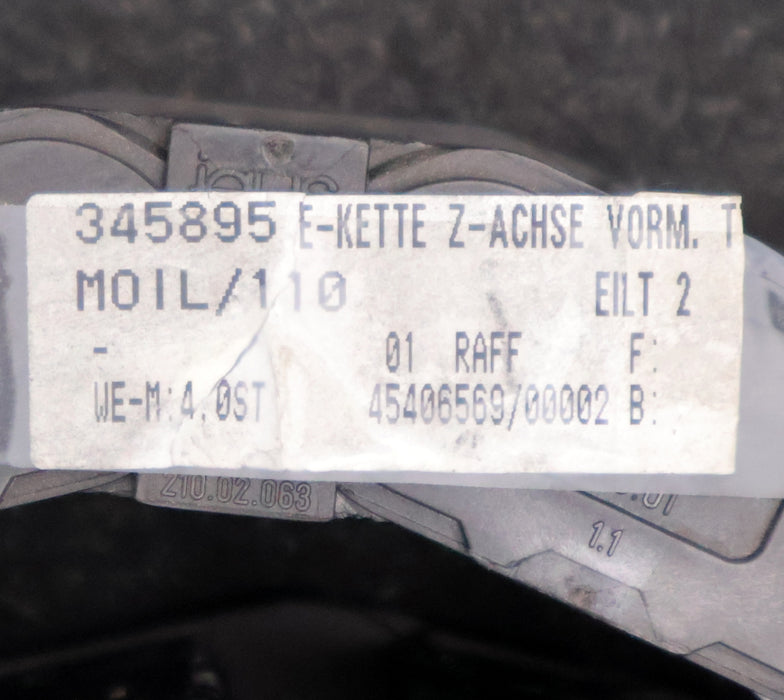 345895 E-KETTE Z-ACHSE VORM. T
MOIL/110 EILT 2
- 01 RAFF F:
WE-M:4.0ST 45406569/00002 B:
210.02.063
1.1